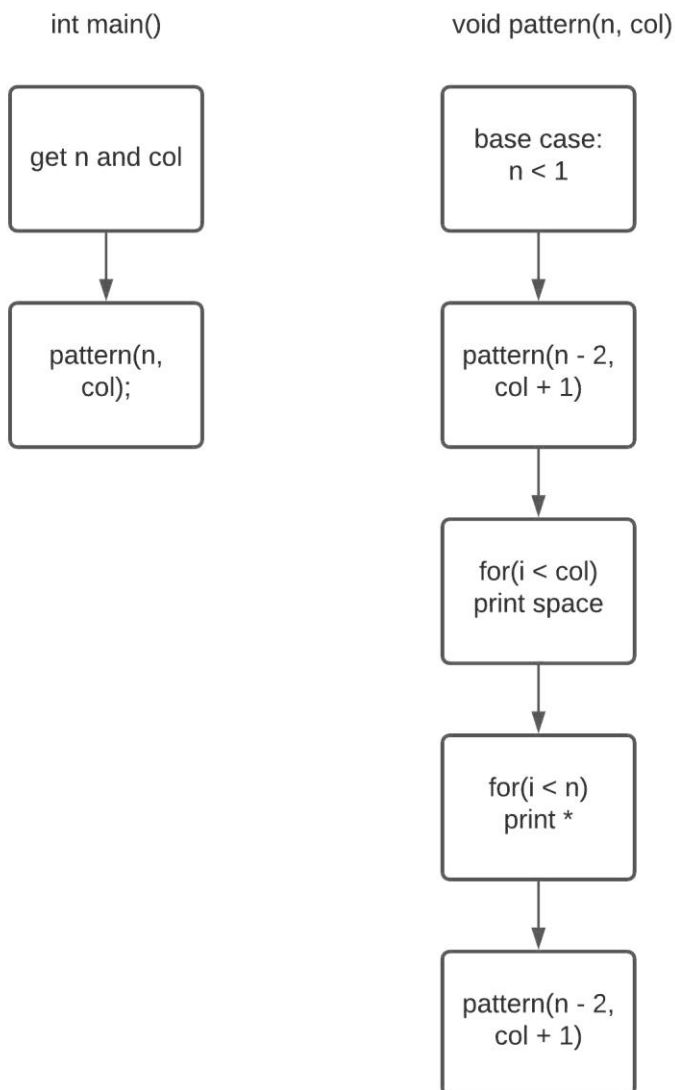 int main()
get n and col
pattern(n,
col);
void pattern(n, col)
base case:
n < 1
pattern(n - 2,
col + 1)
for(i < col)
print space
for(i < n)
print *
pattern(n - 2,
col + 1)